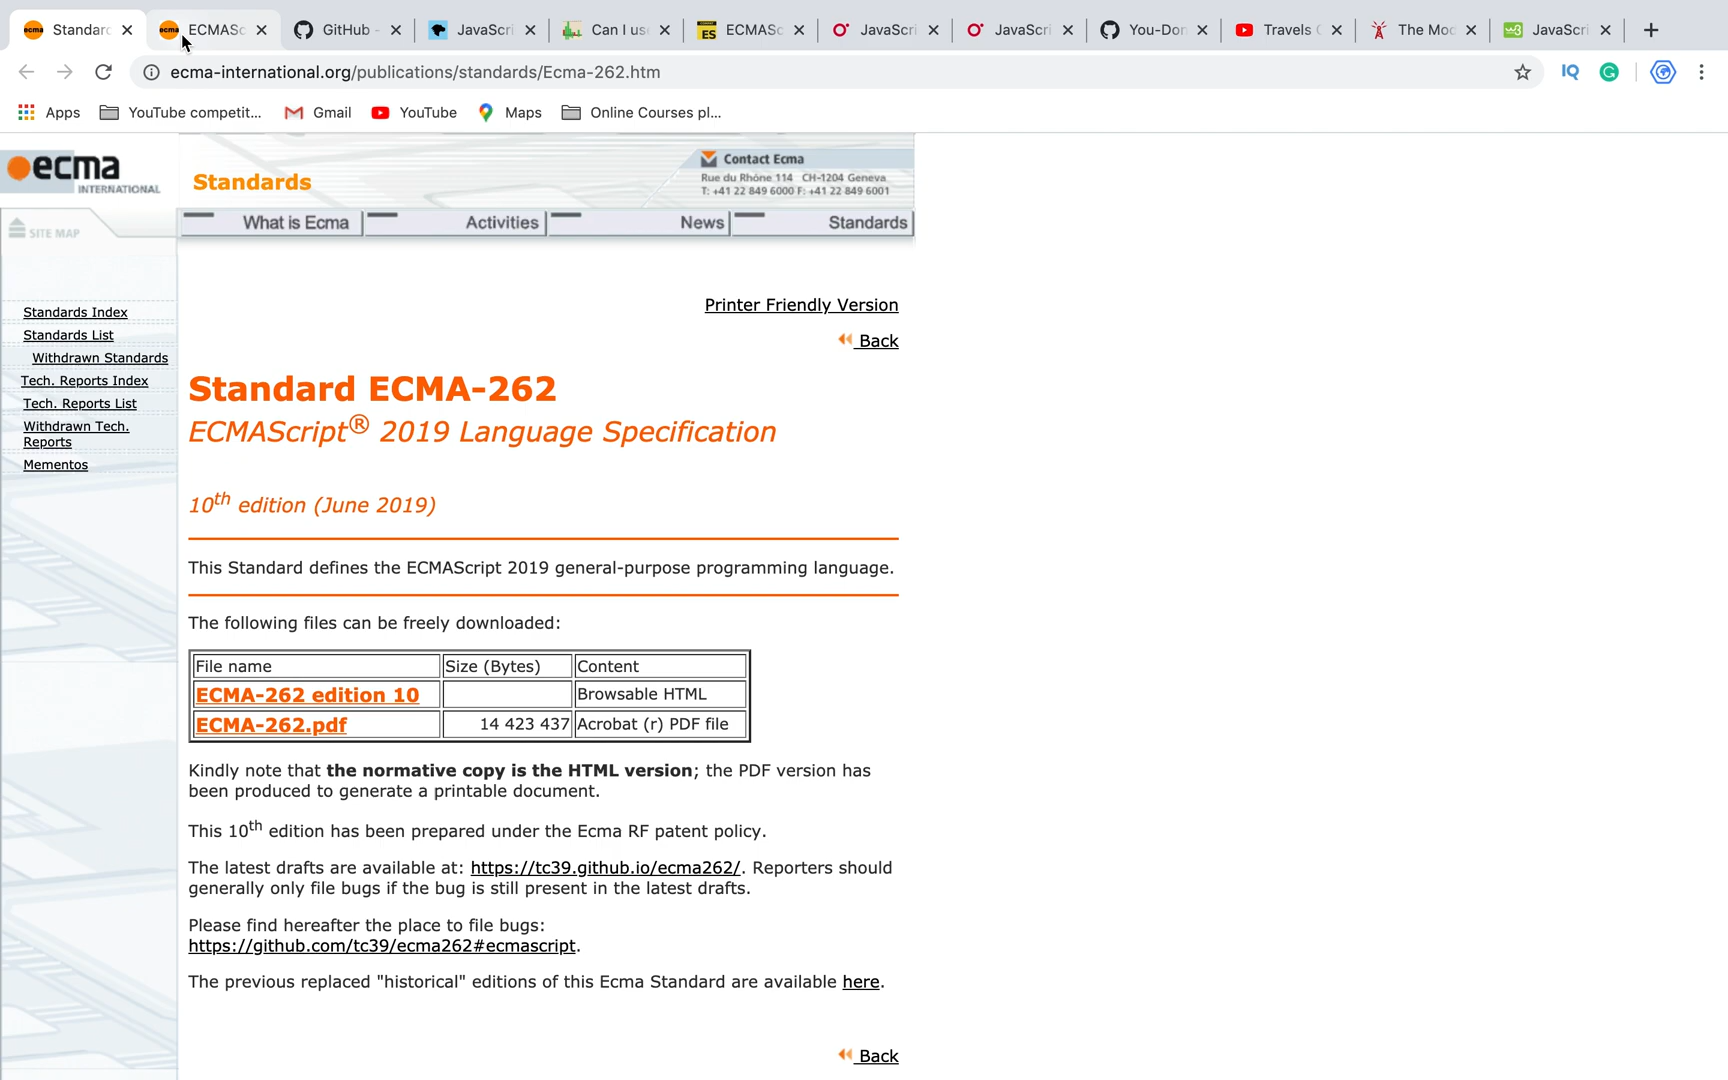 Standarc
ECMASc
GitHub -
JavaScri
Can I use
ES
ECMASc
JavaScri
JavaScri
You-Don
Travels
The Moc
w3
JavaScri
ecma-international.org/publications/standards/Ecma-262.htm
IQ
Apps
YouTube competit...
Gmail
YouTube
Maps
Online Courses pl...
ecma
INTERNATIONAL
Standards
Contact Ecma
Rue du Rhône 114 CH-1204 Geneva
T: +41 22 849 6000 F: +41 22 849 6001
SITE MAP
What is Ecma
Activities
News
Standards
Standards Index
Standards List
Withdrawn Standards
Tech. Reports Index
Tech. Reports List
Withdrawn Tech.
Reports
Mementos
Printer Friendly Version
Back
Standard ECMA-262
ECMAScript® 2019 Language Specification
10th edition (June 2019)
This Standard defines the ECMAScript 2019 general-purpose programming language.
The following files can be freely downloaded:
File name Size (Bytes) Content
ECMA-262 edition 10 Browsable HTML
ECMA-262.pdf 14 423 437 Acrobat (r) PDF file
Kindly note that the normative copy is the HTML version; the PDF version has
been produced to generate a printable document.
This 10th edition has been prepared under the Ecma RF patent policy.
The latest drafts are available at: https://tc39.github.io/ecma262/. Reporters should
generally only file bugs if the bug is still present in the latest drafts.
Please find hereafter the place to file bugs:
https://github.com/tc39/ecma262#ecmascript.
The previous replaced "historical" editions of this Ecma Standard are available here.
Back